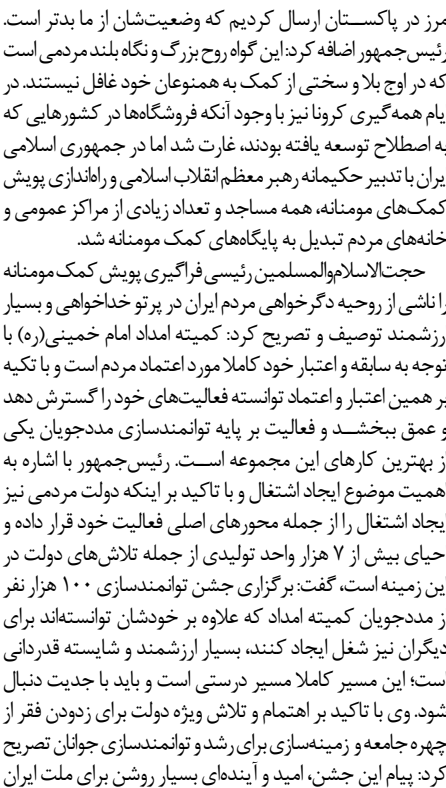 مرز در پاکستان ارسال کردیم که وضعیت‌شان از ما بدتر است.
رئیس‌جمهور اضافه کرد: این گواه روح بزرگ و نگاه بلند مردمی است
که در اوج بلا و سختی از کمک به همنوعان خود غافل نیستند. در
یام همه‌گیری کرونا نیز با وجود آنکه فروشگاه‌ها در کشورهایی که
به اصطلاح توسعه یافته بودند، غارت شد اما در جمهوری اسلامی
یران با تدبیر حکیمانه رهبر معظم انقلاب اسلامی و راه‌اندازی پویش
کمک‌های مومنانه، همه مساجد و تعداد زیادی از مراکز عمومی و
خانه‌های مردم تبدیل به پایگاه‌های کمک مومنانه شد.
حجت‌الاسلام‌والمسلمین رئیسی فراگیری پویش کمک مومنانه
را ناشی از روحیه دگرخواهی مردم ایران در پرتو خداخواهی و بسیار
رزشمند توصیف و تصریح کرد: کمیته امداد امام خمینی(ره) با
توجه به سابقه و اعتبار خود کاملا مورد اعتماد مردم است و با تکیه
بر همین اعتبار و اعتماد توانسته فعالیت‌های خود را گسترش دهد
و عمق ببخشد و فعالیت بر پایه توانمندسازی مددجویان یکی
از بهترین کارهای این مجموعه است. رئیس‌جمهور با اشاره به
اهمیت موضوع ایجاد اشتغال و با تاکید بر اینکه دولت مردمی نیز
ایجاد اشتغال را از جمله محورهای اصلی فعالیت خود قرار داده و
حیای بیش از ۷ هزار واحد تولیدی از جمله تلاش‌های دولت در
این زمینه است، گفت: برگزاری جشن توانمندسازی ۱۰۰ هزار نفر
از مددجویان کمیته امداد که علاوه بر خودشان توانسته‌اند برای
دیگران نیز شغل ایجاد کنند، بسیار ارزشمند و شایسته قدردانی
است؛ این مسیر کاملا مسیر درستی است و باید با جدیت دنبال
شود. وی با تاکید بر اهتمام و تلاش ویژه دولت برای زدودن فقر از
چهره جامعه و زمینه‌سازی برای رشد و توانمندسازی جوانان تصریح
کرد: پیام این جشن، امید و آینده‌ای بسیار روشن برای ملت ایران